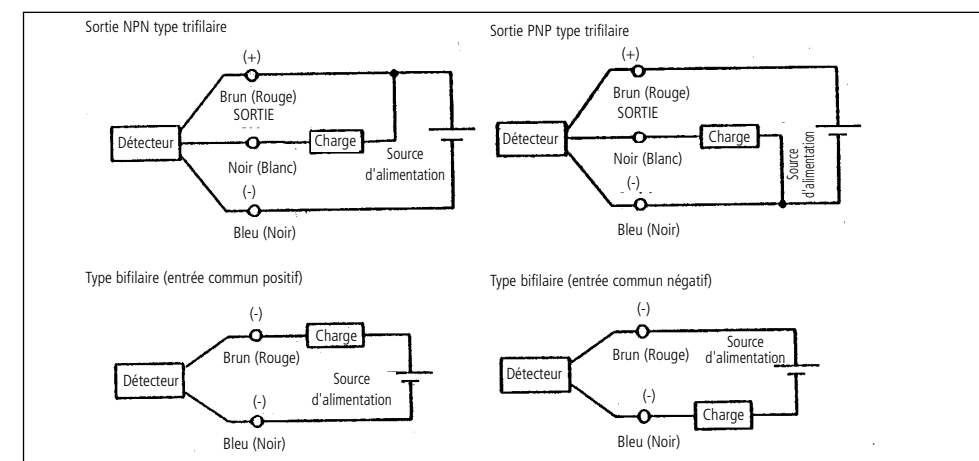 Sortie NPN type trifilaire
(+)
Brun (Rouge)
SORTIE
Détecteur
Charge
Noir (Blanc)
Source
d'alimentation
(-)
Bleu (Noir)
Sortie PNP type trifilaire
(+)
Brun (Rouge)
SORTIE
Détecteur
Charge
Noir (Blanc)
Source
d'alimentation
(-)
Bleu (Noir)
Type bifilaire (entrée commun positif)
(-)
Charge
Brun (Rouge)
Détecteur
Source
d'alimentation
(-)
Bleu (Noir)
Type bifilaire (entrée commun négatif)
(-)
Brun (Rouge)
Source
d'alimentation
Détecteur
(-)
Charge
Bleu (Noir)